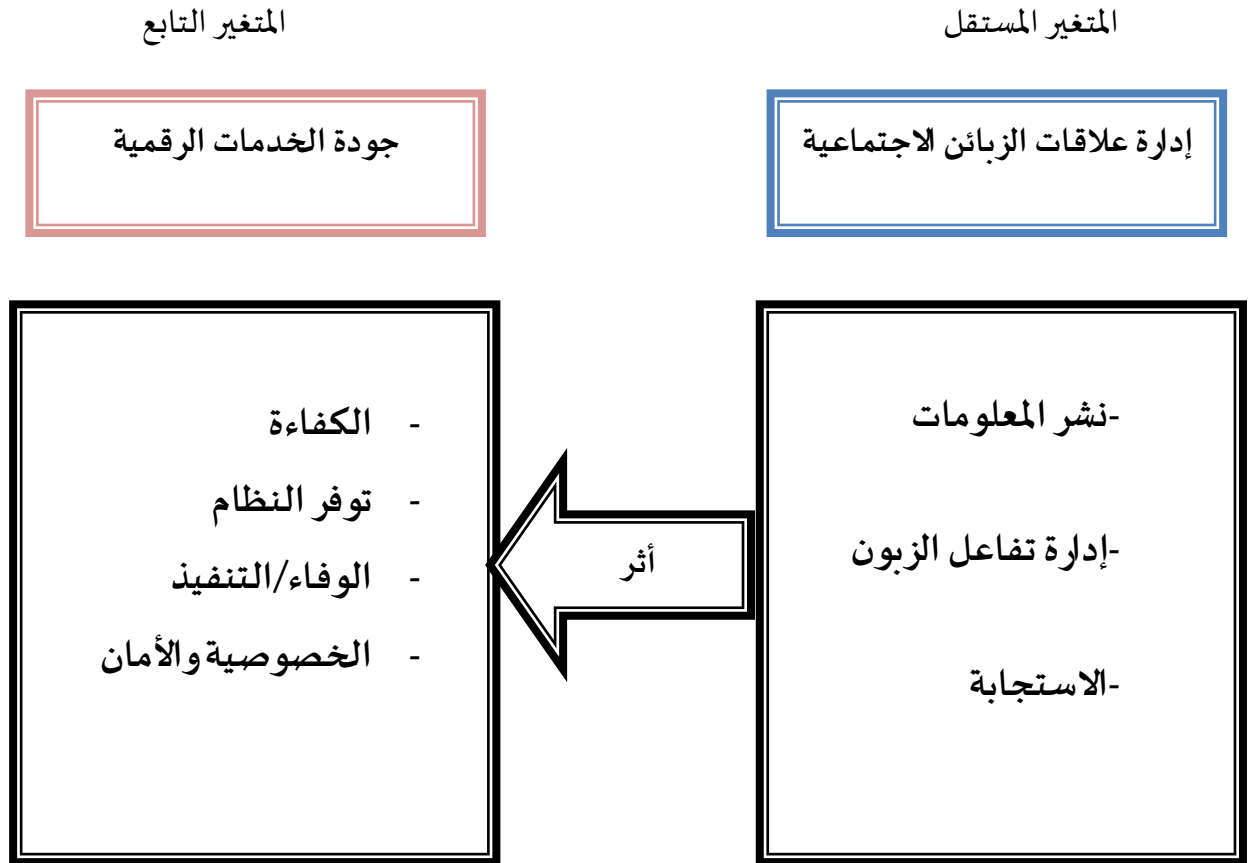 المتغير المستقل
المتغير التابع
إدارة علاقات الزبائن الاجتماعية
جودة الخدمات الرقمية
-نشر المعلومات
-إدارة تفاعل الزبون
-الاستجابة
أثر
- الكفاءة
- توفر النظام
- الوفاء/التنفيذ
- الخصوصية والأمان